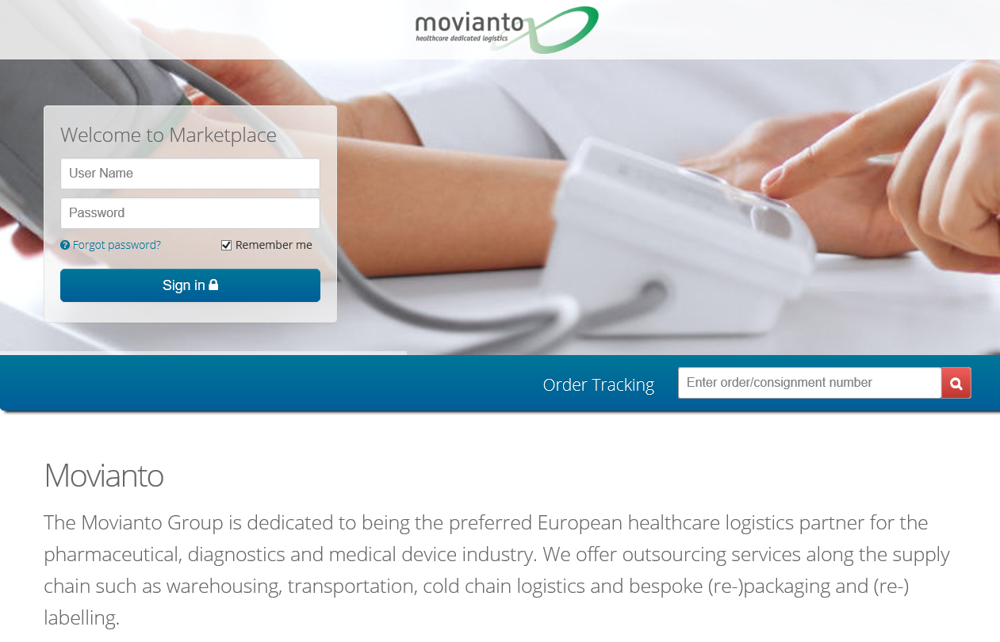 movianto
healthcare dedicated logistics
Welcome to Marketplace
User Name
Password
Forgot password?
Remember me
Sign in
Order Tracking
Enter order/consignment number
Movianto
The Movianto Group is dedicated to being the preferred European healthcare logistics partner for the
pharmaceutical, diagnostics and medical device industry. We offer outsourcing services along the supply
chain such as warehousing, transportation, cold chain logistics and bespoke (re-)packaging and (re-)
labelling.